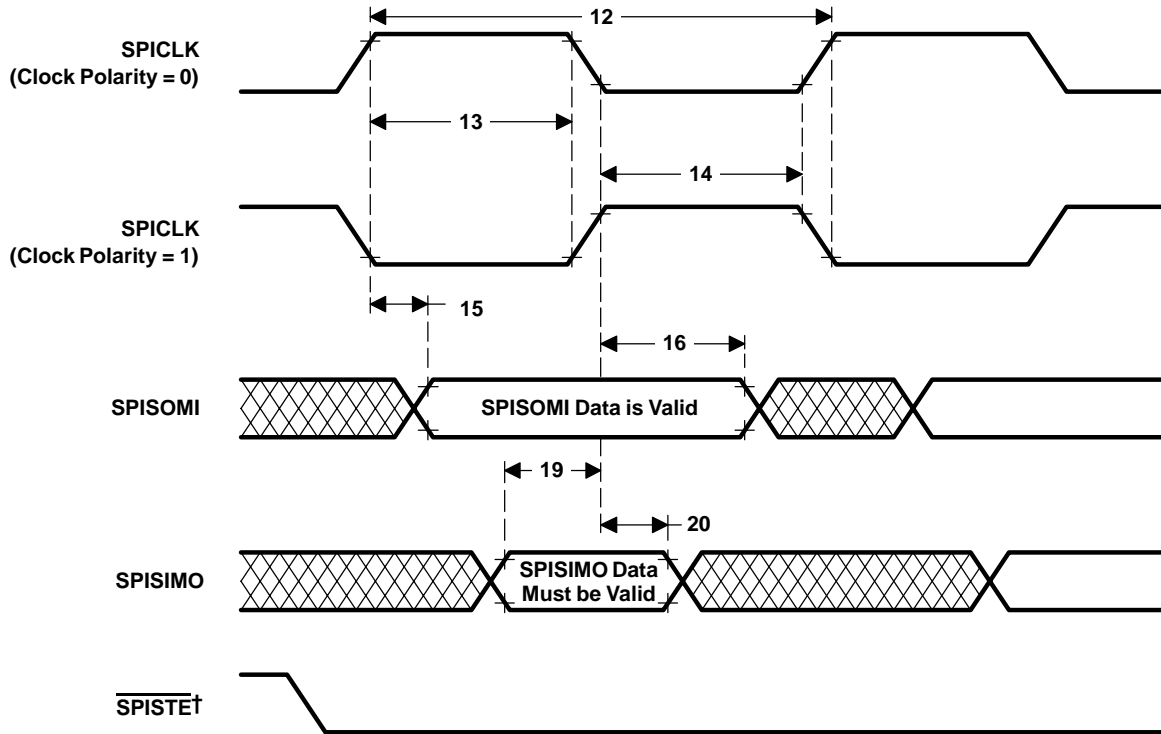 12
SPICLK
(Clock Polarity = 0)
13
14
SPICLK
(Clock Polarity = 1)
15
16
SPISOMI
SPISOMI Data is Valid
19
20
SPISIMO
SPISIMO Data
Must be Valid
SPISTE†